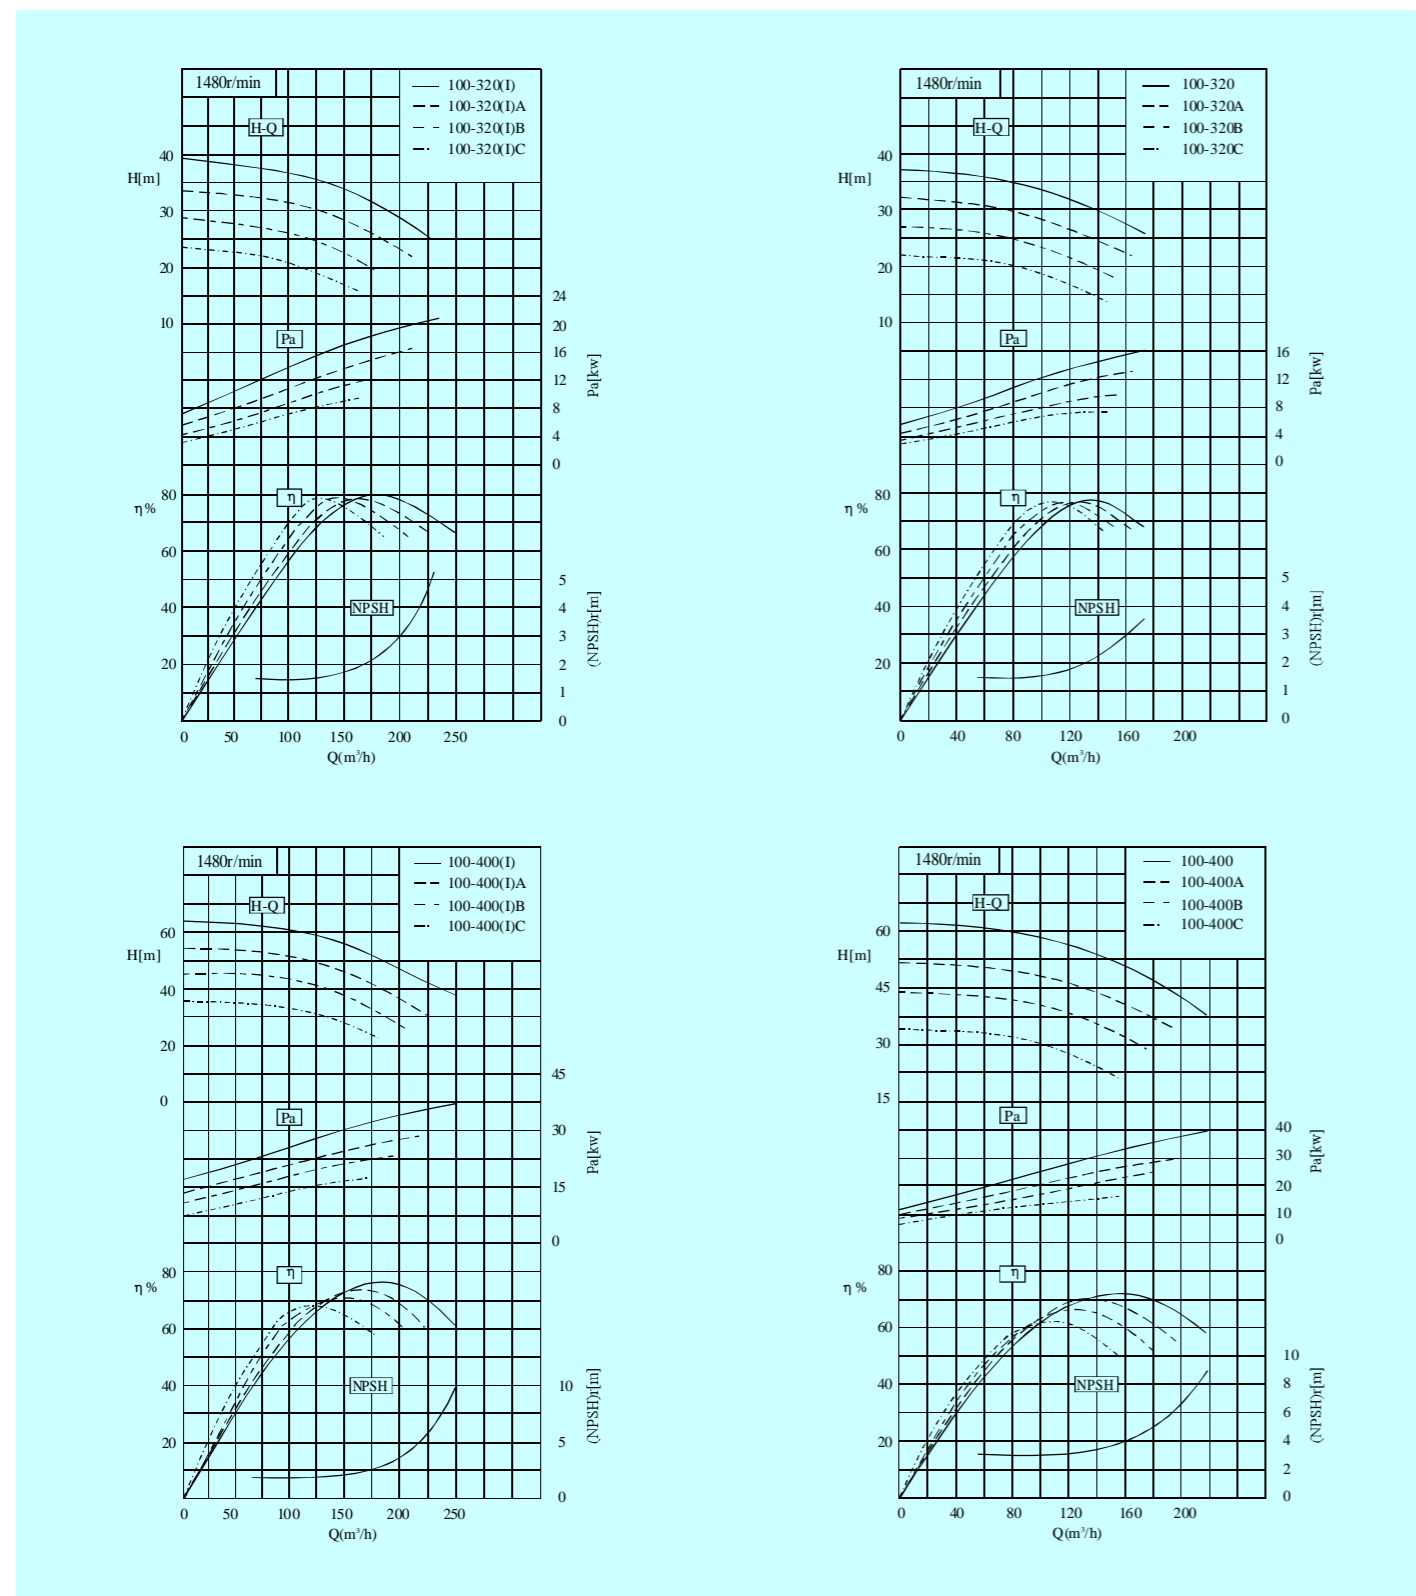 1480r/min
100-320(I)
100-320(I)A
100-320(I)B
100-320(I)C
H-Q
40
H[m]
30
20
10
Pa
24
20
16
12
8
4
0
Pa[kw]
80
η %
60
40
20
η
NPSH
5
4
3
2
1
0
(NPSH)r[m]
0 50 100 150 200 250
Q(m³/h)
1480r/min
100-320
100-320A
100-320B
100-320C
H-Q
40
H[m]
30
20
10
Pa
16
12
8
4
0
Pa[kw]
80
η %
60
40
20
η
NPSH
5
4
3
2
1
0
(NPSH)r[m]
0 40 80 120 160 200
Q(m³/h)
1480r/min
100-400(I)
100-400(I)A
100-400(I)B
100-400(I)C
H-Q
60
H[m]
40
20
0
Pa
45
30
15
0
Pa[kw]
80
η %
60
40
20
η
NPSH
10
5
0
(NPSH)r[m]
0 50 100 150 200 250
Q(m³/h)
1480r/min
100-400
100-400A
100-400B
100-400C
H-Q
60
H[m]
45
30
15
Pa
40
30
20
10
0
Pa[kw]
80
η %
60
40
20
η
NPSH
10
8
6
4
2
0
(NPSH)r[m]
0 40 80 120 160 200
Q(m³/h)